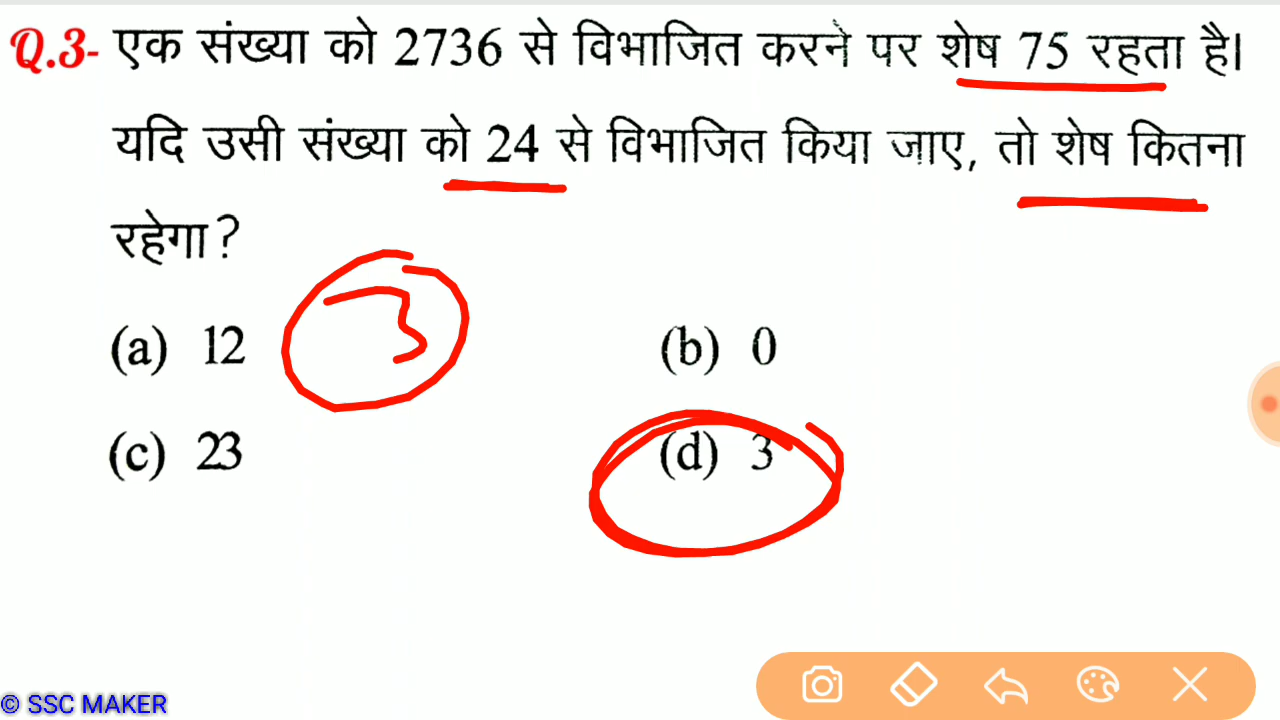 Q.3- एक संख्या को 2736 से विभाजित करने पर शेष 75 रहता है।
यदि उसी संख्या को 24 से विभाजित किया जाए, तो शेष कितना
रहेगा ?
3
(a) 12 (b) 0
(c) 23 (d) 3
© SSC MAKER